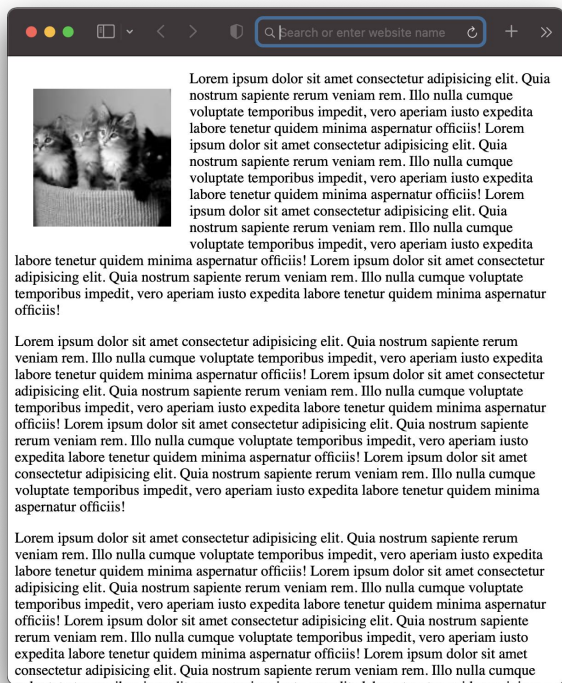 Search or enter website name
Lorem ipsum dolor sit amet consectetur adipisicing elit. Quia
nostrum sapiente rerum veniam rem. Illo nulla cumque
voluptate temporibus impedit, vero aperiam iusto expedita
labore tenetur quidem minima aspernatur officiis! Lorem
ipsum dolor sit amet consectetur adipisicing elit. Quia
nostrum sapiente rerum veniam rem. Illo nulla cumque
voluptate temporibus impedit, vero aperiam iusto expedita
labore tenetur quidem minima aspernatur officiis! Lorem
ipsum dolor sit amet consectetur adipisicing elit. Quia
nostrum sapiente rerum veniam rem. Illo nulla cumque
voluptate temporibus impedit, vero aperiam iusto expedita
labore tenetur quidem minima aspernatur officiis! Lorem ipsum dolor sit amet consectetur
adipisicing elit. Quia nostrum sapiente rerum veniam rem. Illo nulla cumque voluptate
temporibus impedit, vero aperiam iusto expedita labore tenetur quidem minima aspernatur
officiis!
Lorem ipsum dolor sit amet consectetur adipisicing elit. Quia nostrum sapiente rerum
veniam rem. Illo nulla cumque voluptate temporibus impedit, vero aperiam iusto expedita
labore tenetur quidem minima aspernatur officiis! Lorem ipsum dolor sit amet consectetur
adipisicing elit. Quia nostrum sapiente rerum veniam rem. Illo nulla cumque voluptate
temporibus impedit, vero aperiam iusto expedita labore tenetur quidem minima aspernatur
officiis! Lorem ipsum dolor sit amet consectetur adipisicing elit. Quia nostrum sapiente
rerum veniam rem. Illo nulla cumque voluptate temporibus impedit, vero aperiam iusto
expedita labore tenetur quidem minima aspernatur officiis! Lorem ipsum dolor sit amet
consectetur adipisicing elit. Quia nostrum sapiente rerum veniam rem. Illo nulla cumque
voluptate temporibus impedit, vero aperiam iusto expedita labore tenetur quidem minima
aspernatur officiis!
Lorem ipsum dolor sit amet consectetur adipisicing elit. Quia nostrum sapiente rerum
veniam rem. Illo nulla cumque voluptate temporibus impedit, vero aperiam iusto expedita
labore tenetur quidem minima aspernatur officiis! Lorem ipsum dolor sit amet consectetur
adipisicing elit. Quia nostrum sapiente rerum veniam rem. Illo nulla cumque voluptate
temporibus impedit, vero aperiam iusto expedita labore tenetur quidem minima aspernatur
officiis! Lorem ipsum dolor sit amet consectetur adipisicing elit. Quia nostrum sapiente
rerum veniam rem. Illo nulla cumque voluptate temporibus impedit, vero aperiam iusto
expedita labore tenetur quidem minima aspernatur officiis! Lorem ipsum dolor sit amet
consectetur adipisicing elit. Quia nostrum sapiente rerum veniam rem. Illo nulla cumque